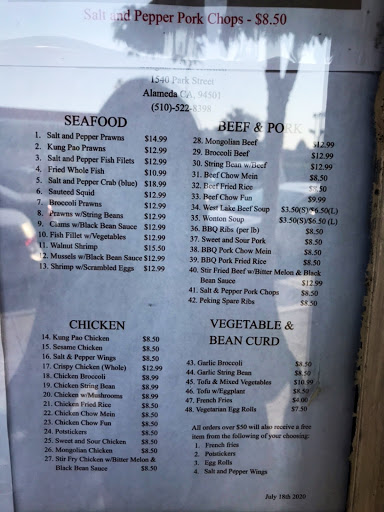 Salt and Pepper Pork Chops - $8.50
1540 Park Street
Alameda CA, 94501
(510)-522-8398
SEAFOOD
1. Salt and Pepper Prawns $14.99
2. Kung Pao Prawns $12.99
3. Salt and Pepper Fish Filets $12.99
4. Fried Whole Fish $10.99
5. Salt and Pepper Crab (blue) $18.99
6. Sauteed Squid $12.99
7. Broccoli Prawns $12.99
8. Prawns w/String Beans $12.99
9. Clams w/Black Bean Sauce $12.99
10. Fish Fillet w/Vegetables $12.99
11. Walnut Shrimp $15.50
12. Mussels w/Black Bean Sauce $12.99
13. Shrimp w/Scrambled Eggs $12.99
BEEF & PORK
28. Mongolian Beef $12.99
29. Broccoli Beef $12.99
30. String Bean w/Beef $12.99
31. Beef Chow Mein $8.50
32. Beef Fried Rice $8.50
33. Beef Chow Fun $9.99
34. West Lake Beef Soup $3.50(S)/$6.50(L)
35. Wonton Soup $3.50(S)/$6.50 (L)
36. BBQ Ribs (per lb) $8.50
37. Sweet and Sour Pork $8.50
38. BBQ Pork Chow Mein $8.50
39. BBQ Pork Fried Rice $8.50
40. Stir Fried Beef w/Bitter Melon & Black
Bean Sauce $12.99
41. Salt & Pepper Pork Chops $8.50
42. Peking Spare Ribs $8.50
CHICKEN
14. Kung Pao Chicken $8.50
15. Sesame Chicken $8.50
16. Salt & Pepper Wings $8.50
17. Crispy Chicken (Whole) $12.99
18. Chicken Broccoli $8.99
19. Chicken String Bean $8.99
20. Chicken w/Mushrooms $8.99
21. Chicken Fried Rice $8.50
22. Chicken Chow Mein $8.50
23. Chicken Chow Fun $8.50
24. Potstickers $8.50
25. Sweet and Sour Chicken $8.50
26. Mongolian Chicken $8.50
27. Stir Fry Chicken w/Bitter Melon &
Black Bean Sauce $8.50
VEGETABLE &
BEAN CURD
43. Garlic Broccoli $8.50
44. Garlic String Bean $8.50
45. Tofu & Mixed Vegetables $10.99
46. Tofu w/Eggplant $8.50
47. French Fries $4.00
48. Vegetarian Egg Rolls $7.50
All orders over $50 will also receive a free
item from the following of your choosing:
1. French fries
2. Potstickers
3. Egg Rolls
4. Salt and Pepper Wings
July 18th 2020